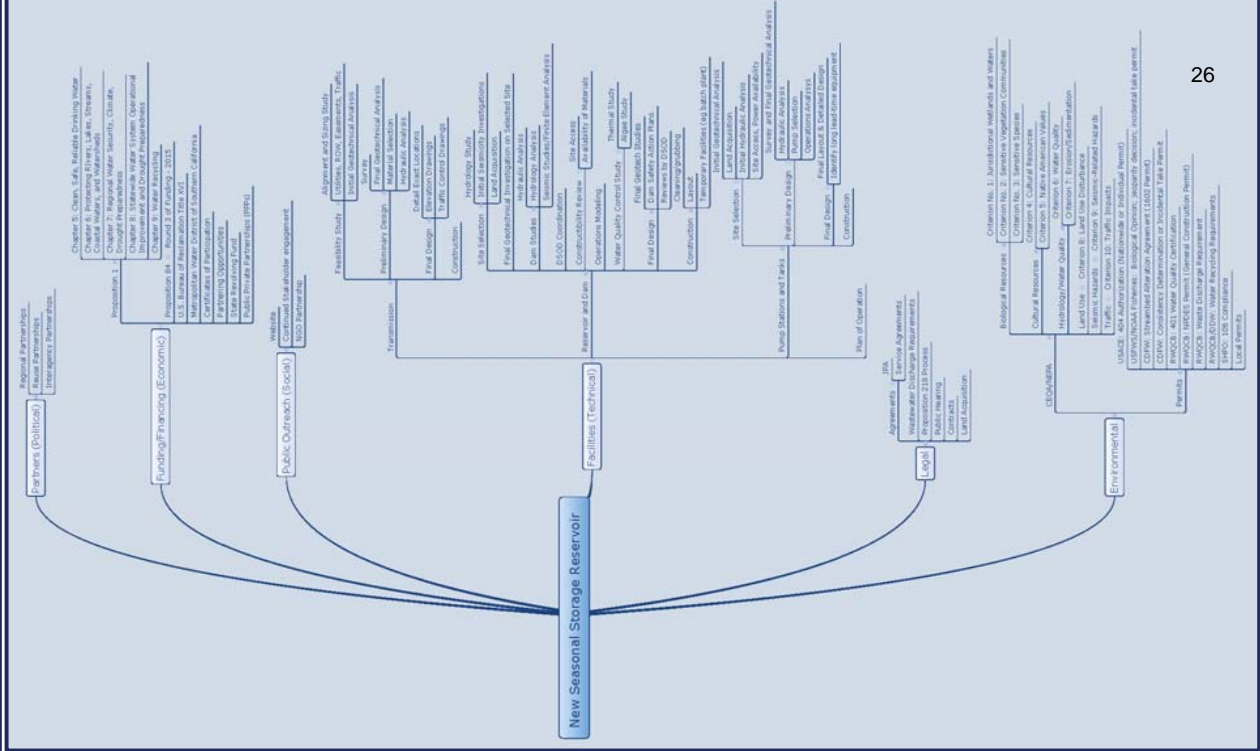 26
New Seasonal Storage Reservoir
Partners (Political)
Regional Partnerships
Reuse Partnerships
Interagency Partnerships
Funding/Financing (Economic)
Proposition 1
Chapter 5: Clean, Safe, Reliable Drinking Water
Chapter 6: Protecting Rivers, Lakes, Streams,
Coastal Waters, and Watersheds
Chapter 7: Regional Water Security, Climate,
Drought Preparedness
Chapter 8: Statewide Water System Operational
Improvement and Drought Preparedness
Chapter 9: Water Recycling
Proposition 84
Round 3 of Funding - 2015
U.S. Bureau of Reclamation Title XVI
Metropolitan Water District of Southern California
Certificates of Participation
Partnering Opportunities
State Revolving Fund
Public Private Partnerships (PPPs)
Public Outreach (Social)
Website
Continued Stakeholder engagement
NGO Partnership
Facilities (Technical)
Transmission
Feasibility Study
Alignment and Sizing Study
Utilities, ROW, Easements, Traffic
Initial Geotechnical Analysis
Preliminary Design
Survey
Final Geotechnical Analysis
Material Selection
Hydraulic Analysis
Final Design
Detail Exact Locations
Elevation Drawings
Traffic Control Drawings
Construction
Reservoir and Dam
Site Selection
Hydrology Study
Initial Seismicity Investigations
Land Acquisition
Final Geotechnical Investigation on Selected Site
Dam Studies
Hydraulic Analysis
Hydrology Analysis
Seismic Studies/Finite Element Analysis
DSOD Coordination
Constructibility Review
Site Access
Availability of Materials
Operations Modeling
Water Quality Control Study
Thermal Study
Algae Study
Final Design
Final Geotech Studies
Dam Safety Action Plans
Reviews by DSOD
Construction
Cleaning/grubbing
Layout
Temporary Facilities (eg batch plant)
Pump Stations and Tanks
Site Selection
Initial Geotechnical Analysis
Land Acquisition
Initial Hydraulic Analysis
Site Access, Power Availability
Preliminary Design
Survey and Final Geotechnical Analysis
Hydraulic Analysis
Pump Selection
Operations Analysys
Final Design
Final Layout & Detailed Design
Identify long lead-time equipment
Construction
Plan of Operation
Legal
Agreements
JPA
Service Agreements
Wastewater Discharge Requirements
Proposition 218 Process
Public Hearing
Contracts
Land Acquisition
Environmental
CEQA/NEPA
Biological Resources
Criterion No. 1: Jurisdictional Wetlands and Waters
Criterion No. 2: Sensitive Vegetation Communities
Criterion No. 3: Sensitive Species
Cultural Resources
Criterion 4: Cultural Resources
Criterion 5: Native American Values
Hydrology/Water Quality
Criterion 6: Water Quality
Criterion 7: Erosion/Sedimentation
Land Use
Criterion 8: Land Use Disturbance
Seismic Hazards
Criterion 9: Seismic-Related Hazards
Traffic
Criterion 10: Traffic Impacts
Permits
USACE: 404 Authorization (Nationwide or Individual Permit)
USFWS/NOAA Fisheries: Biological Opinion, jeopardy decision, incidental take permit
CDFW: Streambed Alteration Agreement (1602 Permit)
CDFW: Consistency Determination or Incidental Take Permit
RWQCB: 401 Water Quality Certification
RWQCB: NPDES Permit (General Construction Permit)
RWQCB: Waste Discharge Requirement
RWQCB/DDW: Water Recycling Requirements
SHPO: 106 Compliance
Local Permits